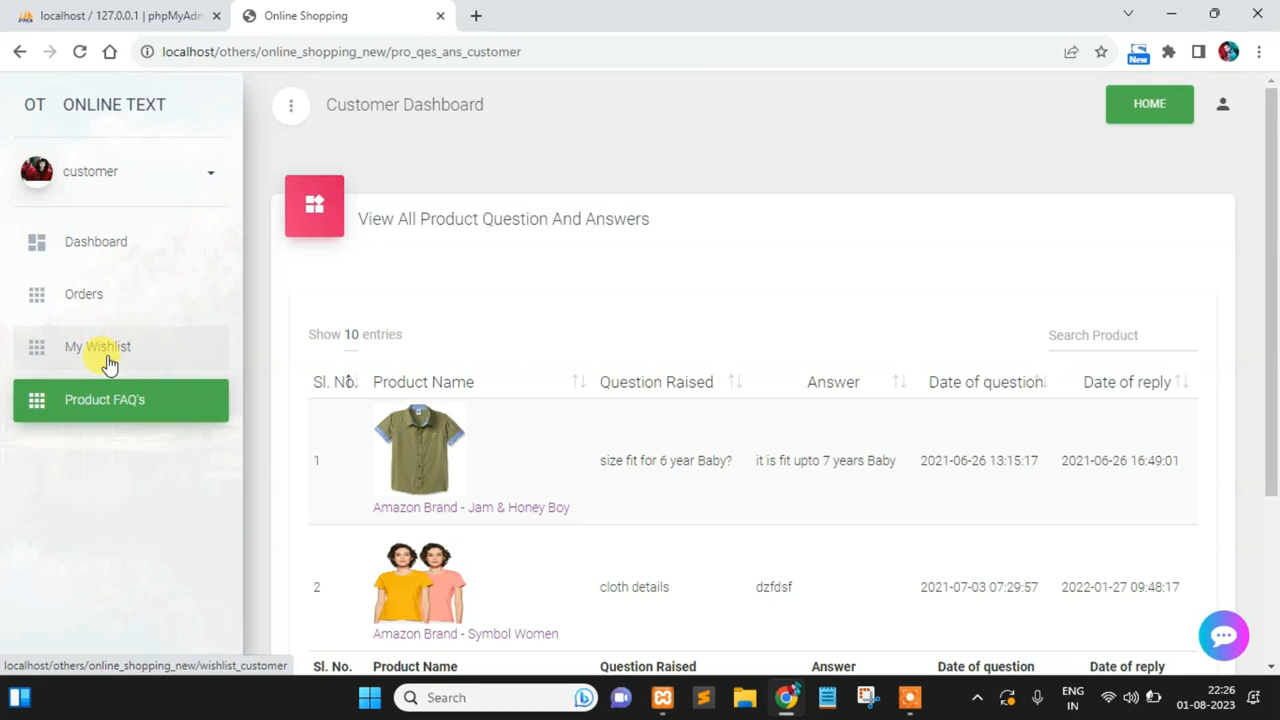 localhost / 127.0.0.1 | phpMyAdm
Online Shopping
localhost/others/online_shopping_new/pro_qes_ans_customer
New
OT ONLINE TEXT
Customer Dashboard
HOME
customer
View All Product Question And Answers
Dashboard
Orders
My Wishlist
Product FAQ's
Show 10 entries
Search Product
Sl. No. Product Name Question Raised Answer Date of question Date of reply
1 size fit for 6 year Baby? it is fit upto 7 years Baby 2021-06-26 13:15:17 2021-06-26 16:49:01
Amazon Brand - Jam & Honey Boy
2 cloth details dzfdsf 2021-07-03 07:29:57 2022-01-27 09:48:17
Amazon Brand - Symbol Women
Sl. No. Product Name Question Raised Answer Date of question Date of reply
localhost/others/online_shopping_new/wishlist_customer
Search
ENG
IN
22:26
01-08-2023